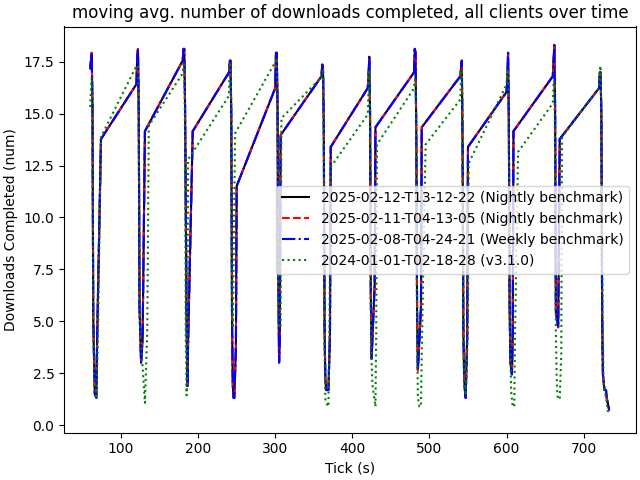 moving avg. number of downloads completed, all clients over time
Downloads Completed (num)
17.5
15.0
12.5
10.0
7.5
5.0
2.5
0.0
2025-02-12-T13-12-22 (Nightly benchmark)
2025-02-11-T04-13-05 (Nightly benchmark)
2025-02-08-T04-24-21 (Weekly benchmark)
2024-01-01-T02-18-28 (v3.1.0)
100 200 300 400 500 600 700
Tick (s)